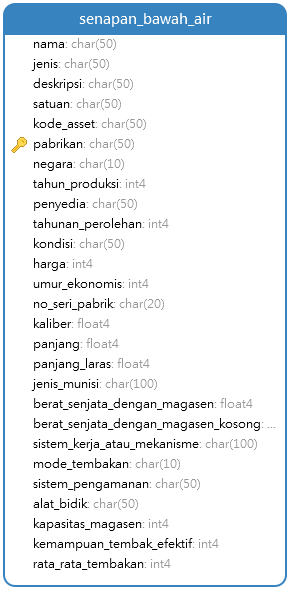 senapan_bawah_air
nama: char(50)
jenis: char(50)
deskripsi: char(50)
satuan: char(50)
kode_asset: char(50)
pabrikan: char(50)
negara: char(10)
tahun_produksi: int4
penyedia: char(50)
tahunan_perolehan: int4
kondisi: char(50)
harga: int4
umur_ekonomis: int4
no_seri_pabrik: char(20)
kaliber: float4
panjang: float4
panjang_laras: float4
jenis_munisi: char(100)
berat_senjata_dengan_magasen: float4
berat_senjata_dengan_magasen_kosong: ...
sistem_kerja_atau_mekanisme: char(100)
mode_tembakan: char(10)
sistem_pengamanan: char(50)
alat_bidik: char(50)
kapasitas_magasen: int4
kemampuan_tembak_efektif: int4
rata_rata_tembakan: int4